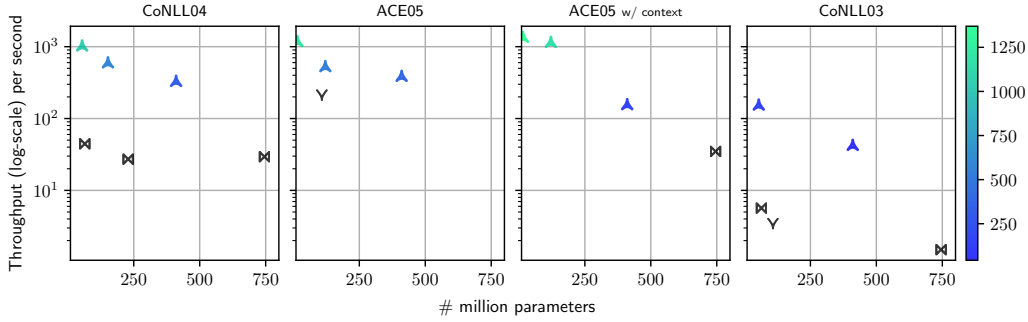 CoNLL04 ACE05 ACE05 w/ context CoNLL03
Throughput (log-scale) per second
10³
10²
10¹
250 500 750 250 500 750 250 500 750 250 500 750
# million parameters
1250
1000
750
500
250